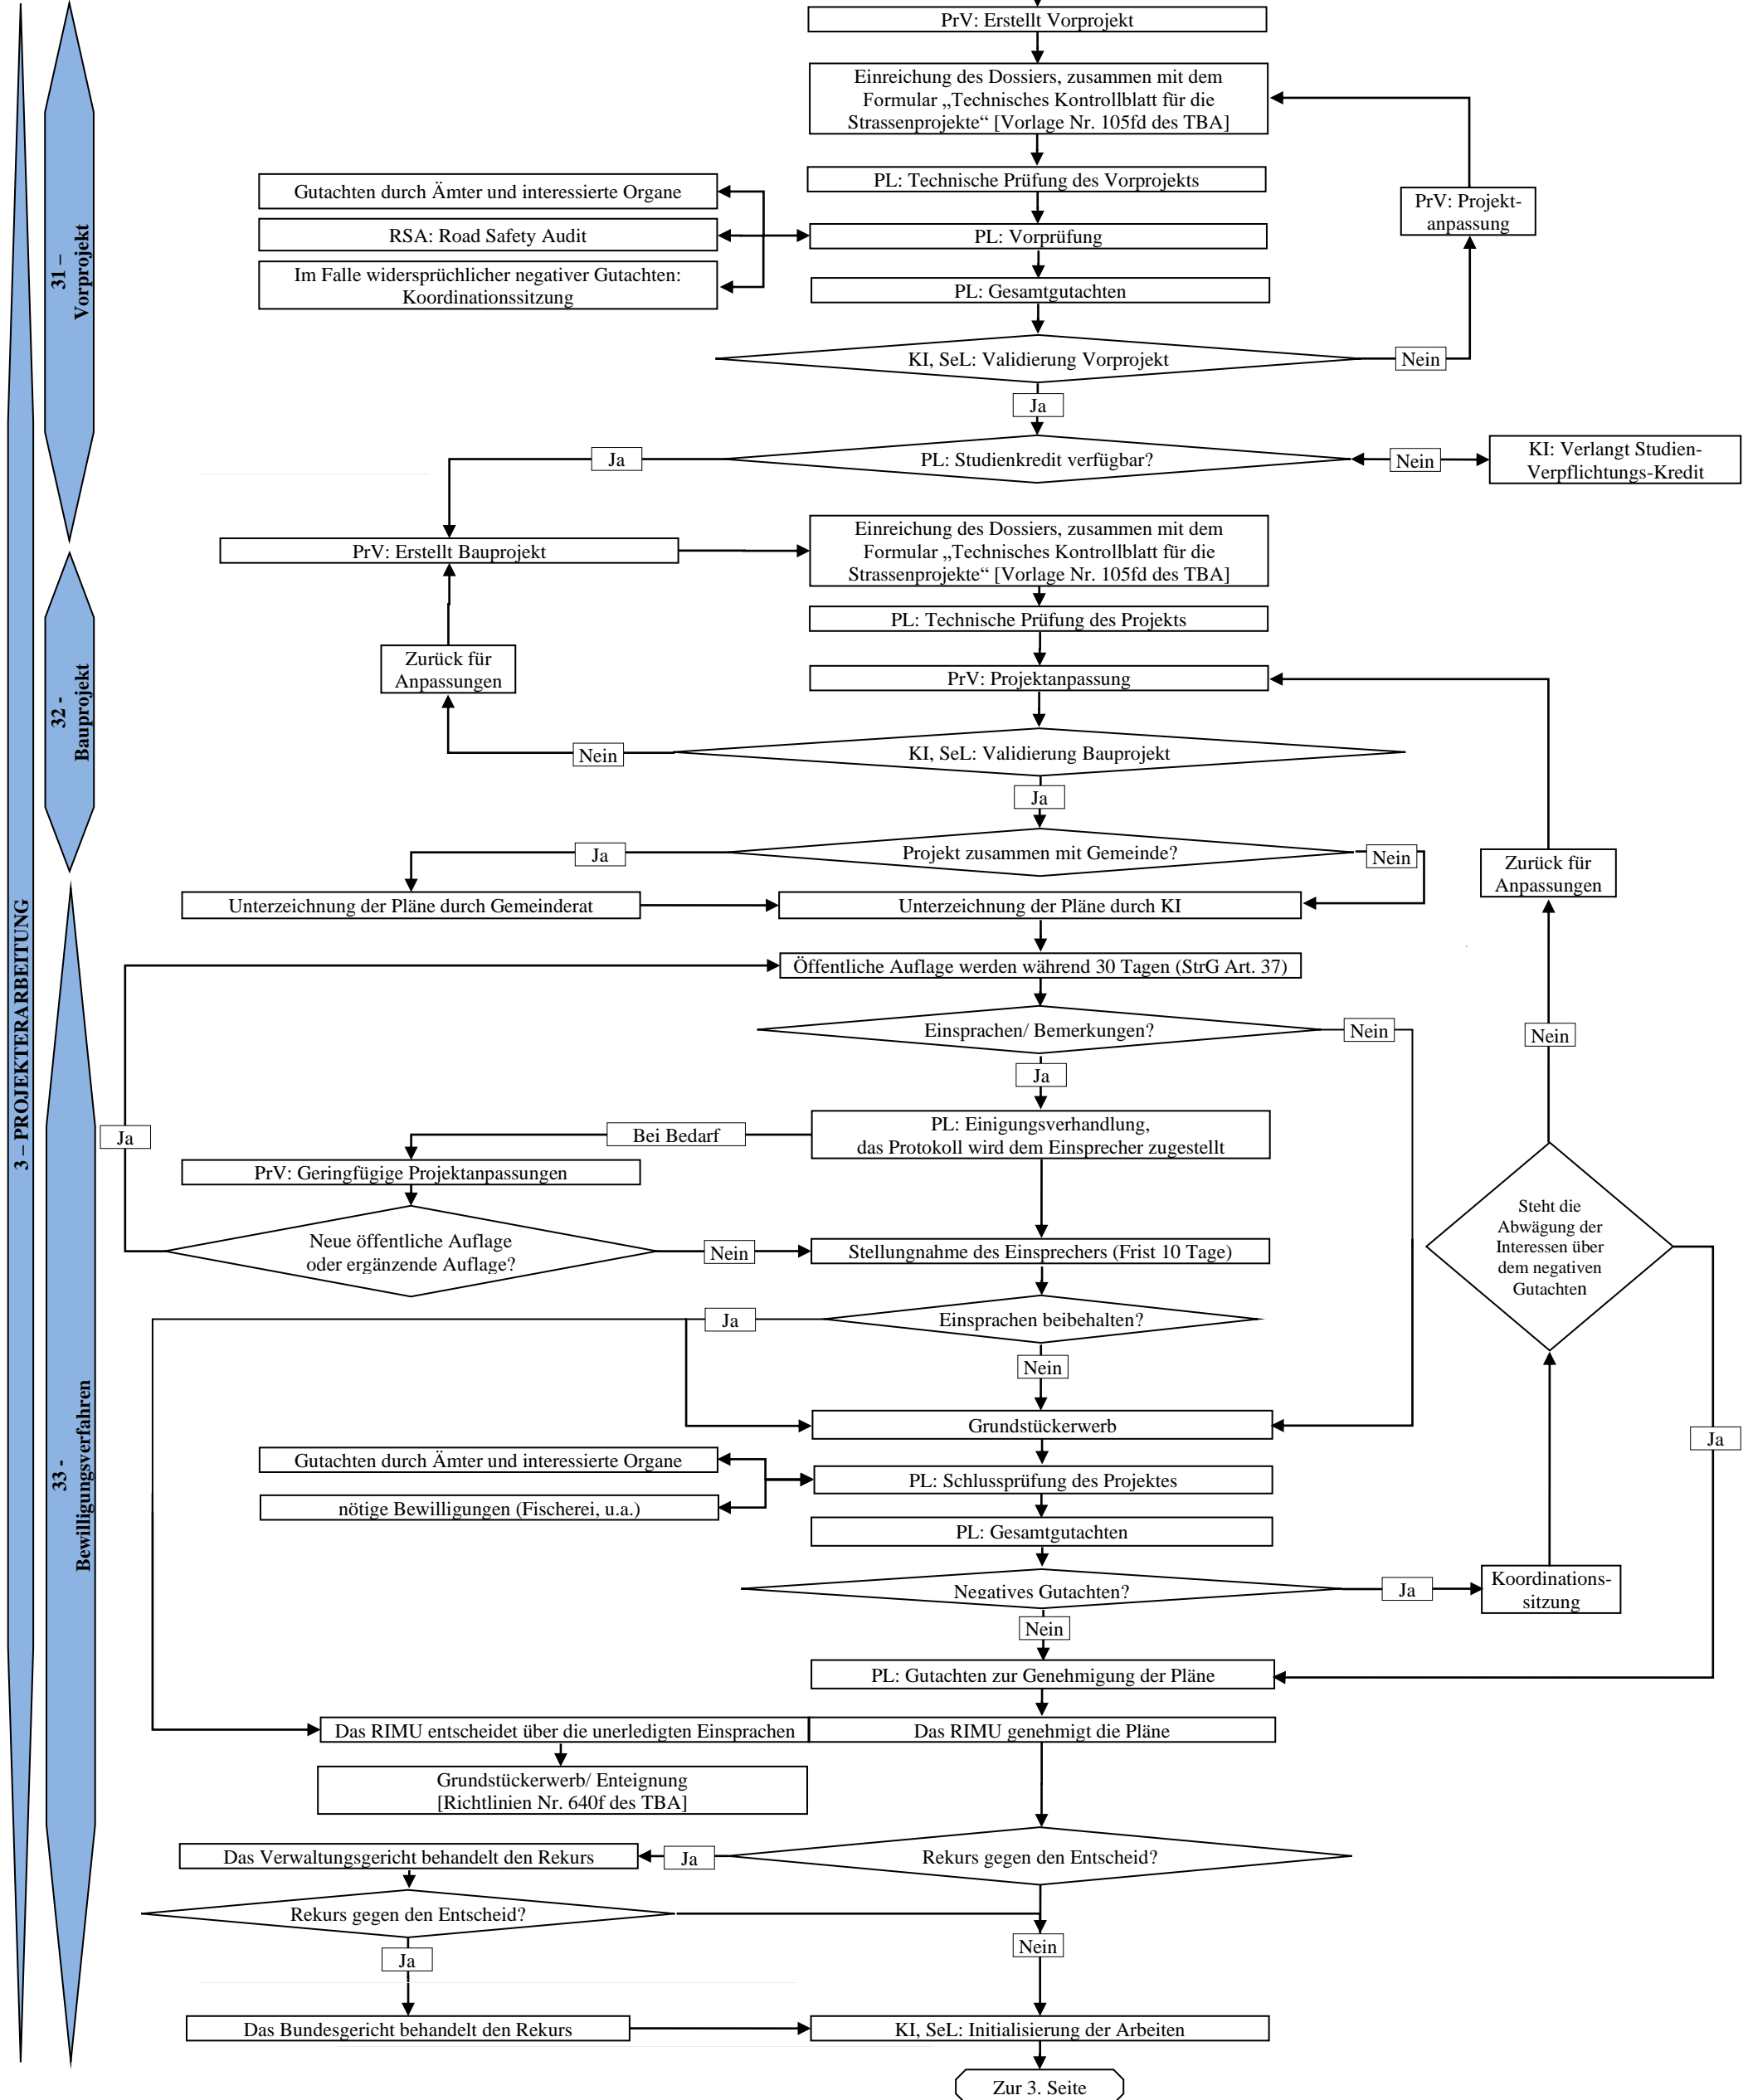 PrV: Erstellt Vorprojekt
Einreichung des Dossiers, zusammen mit dem
Formular „Technisches Kontrollblatt für die
Strassenprojekte“ [Vorlage Nr. 105fd des TBA]
PL: Technische Prüfung des Vorprojekts
Gutachten durch Ämter und interessierte Organe
PrV: Projekt-
anpassung
RSA: Road Safety Audit
PL: Vorprüfung
Im Falle widersprüchlicher negativer Gutachten:
Koordinationssitzung
PL: Gesamtgutachten
31 –
Vorprojekt
KI, SeL: Validierung Vorprojekt
Nein
Ja
Ja
PL: Studienkredit verfügbar?
Nein
KI: Verlangt Studien-
Verpflichtungs-Kredit
PrV: Erstellt Bauprojekt
Einreichung des Dossiers, zusammen mit dem
Formular „Technisches Kontrollblatt für die
Strassenprojekte“ [Vorlage Nr. 105fd des TBA]
PL: Technische Prüfung des Projekts
Zurück für
Anpassungen
PrV: Projektanpassung
32 -
Bauprojekt
Nein
KI, SeL: Validierung Bauprojekt
Ja
Ja
Projekt zusammen mit Gemeinde?
Nein
Zurück für
Anpassungen
Unterzeichnung der Pläne durch Gemeinderat
Unterzeichnung der Pläne durch KI
Öffentliche Auflage werden während 30 Tagen (StrG Art. 37)
3 – PROJEKTERARBEITUNG
Einsprachen/ Bemerkungen?
Nein
Nein
Ja
Ja
Bei Bedarf
PL: Einigungsverhandlung,
das Protokoll wird dem Einsprecher zugestellt
PrV: Geringfügige Projektanpassungen
Neue öffentliche Auflage
oder ergänzende Auflage?
Nein
Stellungnahme des Einsprechers (Frist 10 Tage)
Steht die
Abwägung der
Interessen über
dem negativen
Gutachten
Ja
Einsprachen beibehalten?
Nein
Grundstückerwerb
Ja
33 -
Bewilligungsverfahren
Gutachten durch Ämter und interessierte Organe
PL: Schlussprüfung des Projektes
nötige Bewilligungen (Fischerei, u.a.)
PL: Gesamtgutachten
Negatives Gutachten?
Ja
Koordinations-
sitzung
Nein
PL: Gutachten zur Genehmigung der Pläne
Das RIMU entscheidet über die unerledigten Einsprachen
Das RIMU genehmigt die Pläne
Grundstückerwerb/ Enteignung
[Richtlinien Nr. 640f des TBA]
Das Verwaltungsgericht behandelt den Rekurs
Ja
Rekurs gegen den Entscheid?
Rekurs gegen den Entscheid?
Nein
Ja
Das Bundesgericht behandelt den Rekurs
KI, SeL: Initialisierung der Arbeiten
Zur 3. Seite